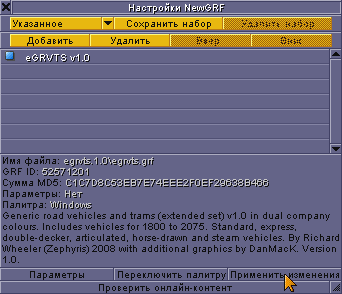 Настройки NewGRF
Указанное Сохранить набор Удалить набор
Добавить Удалить Вверх Вниз
eGRVTS v1.0
Имя файла: egrvts.1.0\egrvts.grf
GRF ID: 52571201
Сумма MD5: C1C7D8C53EB7E74EEE2F0EF29638B466
Параметры: Нет
Палитра: Windows
Generic road vehicles and trams (extended set) v1.0 in dual company
colours. Includes vehicles for 1800 to 2075. Standard, express,
double-decker, articulated, horse-drawn and steam vehicles. By Richard
Wheeler (Zephyris) 2008 with additional graphics by DanMacK. Version
1.0.
Параметры Переключить палитру Применить изменения
Проверить онлайн-контент